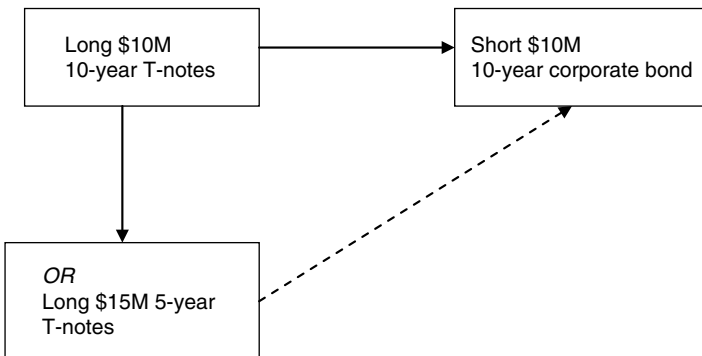 Long $10M
10-year T-notes
Short $10M
10-year corporate bond
OR
Long $15M 5-year
T-notes